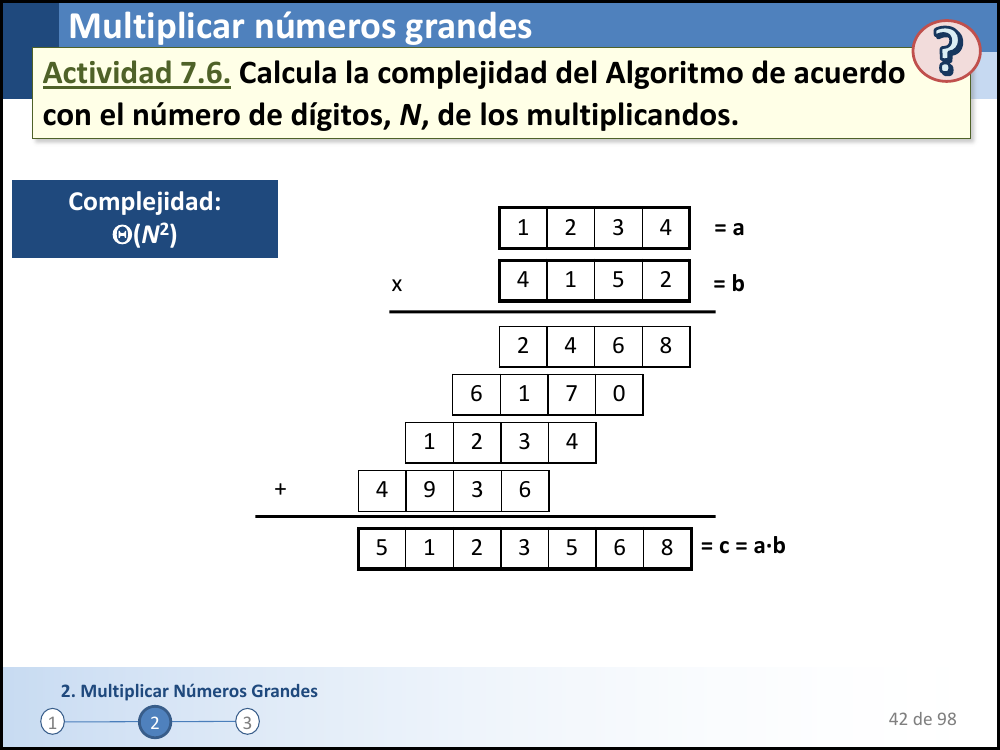 Multiplicar números grandes
?
Actividad 7.6. Calcula la complejidad del Algoritmo de acuerdo
con el número de dígitos, N, de los multiplicandos.
Complejidad:
Θ(N²)
1 2 3 4 = a
x 4 1 5 2 = b
2 4 6 8
6 1 7 0
1 2 3 4
+ 4 9 3 6
5 1 2 3 5 6 8 = c = a·b
2. Multiplicar Números Grandes
1 2 3
42 de 98